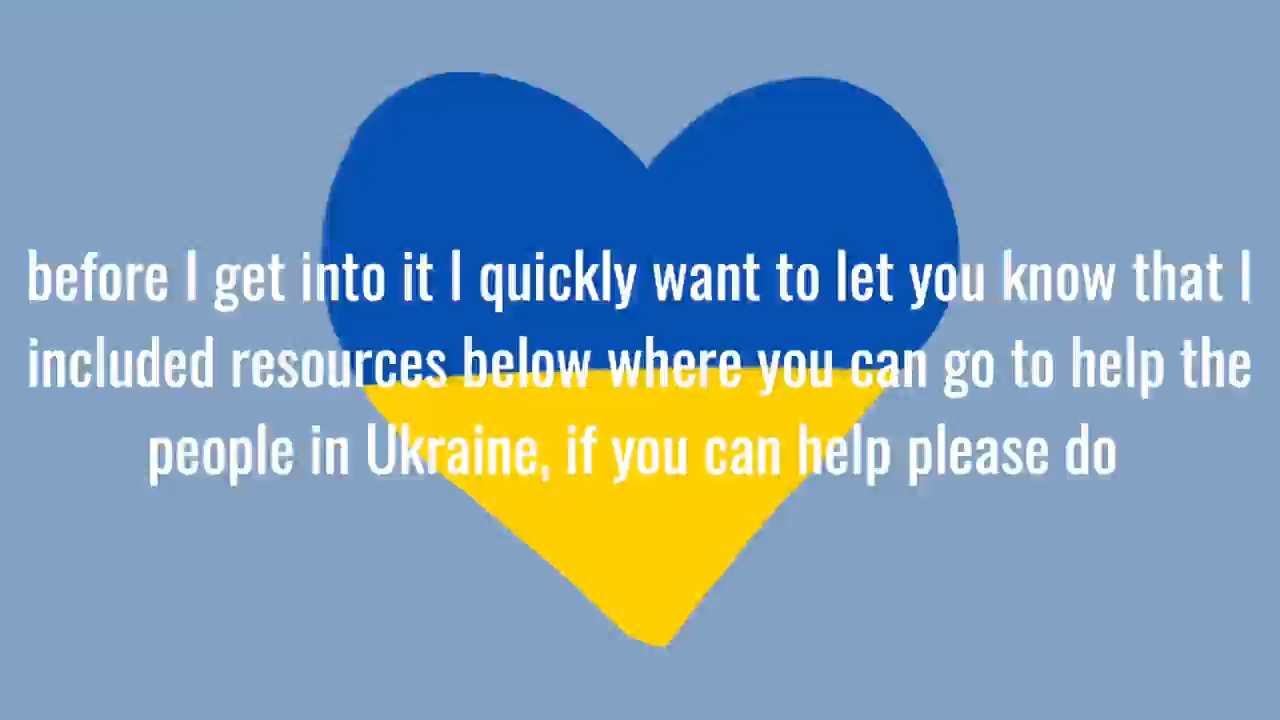 before I get into it I quickly want to let you know that I
included resources below where you can go to help the
people in Ukraine, if you can help please do